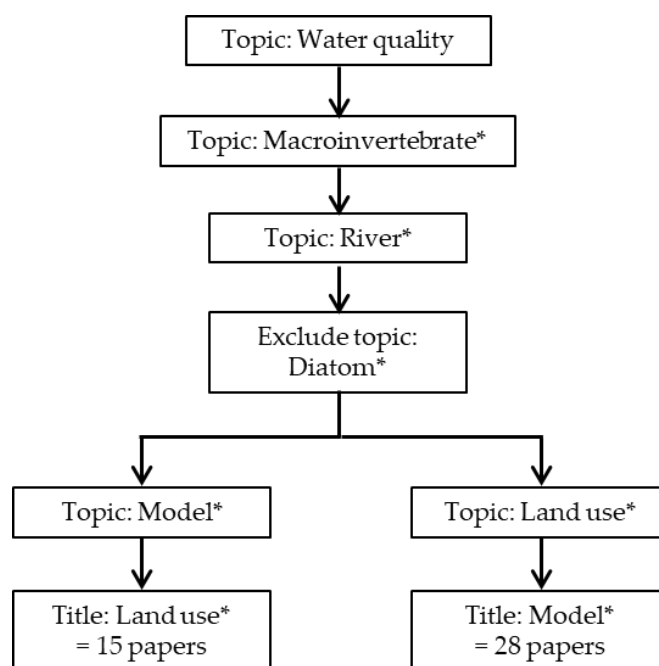 Topic: Water quality
Topic: Macroinvertebrate*
Topic: River*
Exclude topic:
Diatom*
Topic: Model*
Topic: Land use*
Title: Land use*
= 15 papers
Title: Model*
= 28 papers